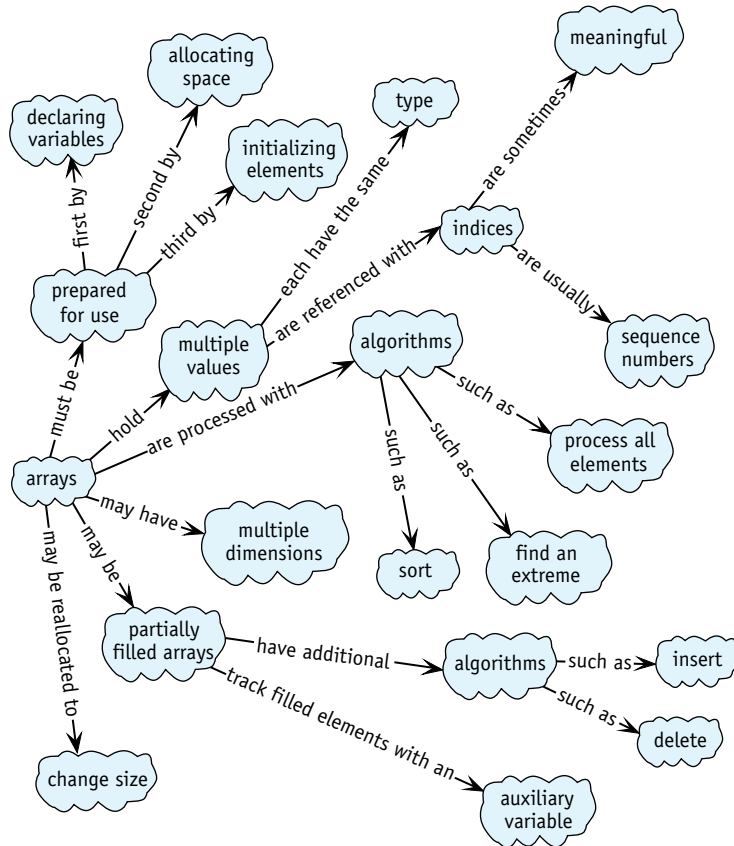 meaningful
allocating
space
type
declaring
variables
initializing
elements
are sometimes
second by
each have the same
first by
third by
indices
are referenced with
are usually
prepared
for use
multiple
values
algorithms
sequence
numbers
must be
hold
are processed with
such as
such as
such as
process all
elements
arrays
may have
multiple
dimensions
sort
find an
extreme
may be
may be reallocated to
partially
filled arrays
have additional
algorithms
such as
insert
track filled elements with an
such as
delete
change size
auxiliary
variable